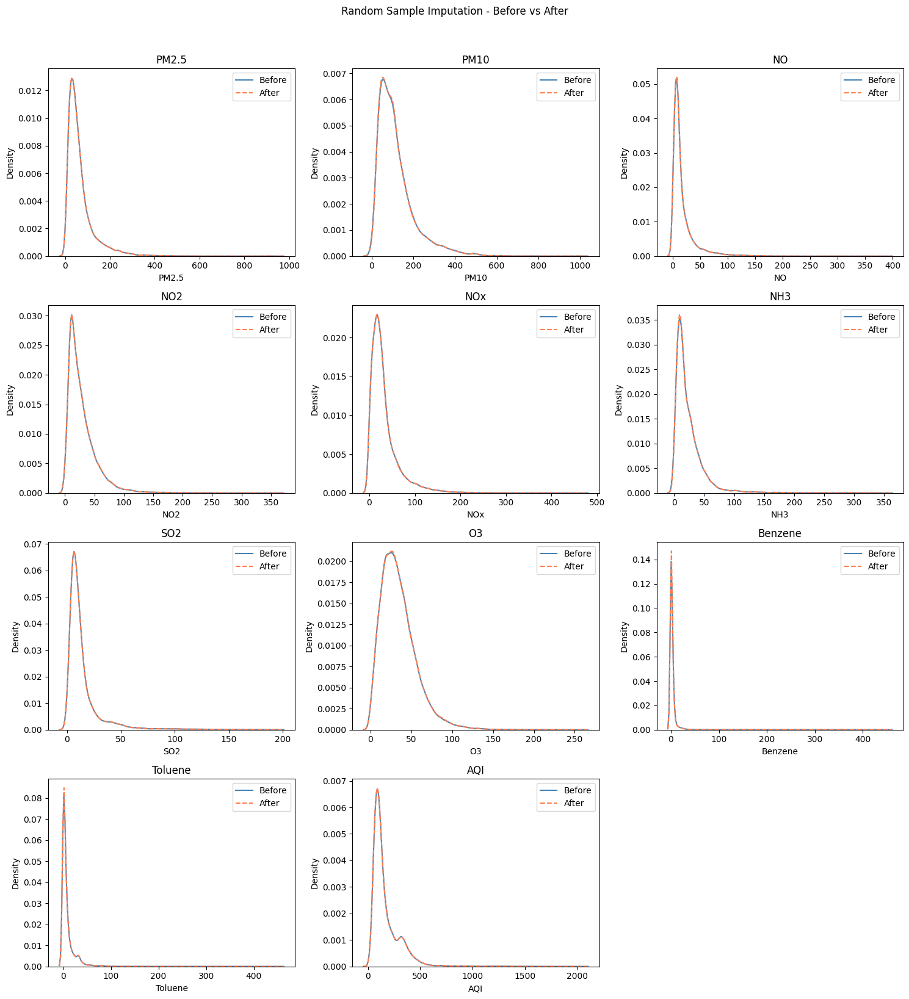 Random Sample Imputation - Before vs After
PM2.5
Before
After
Density
0.012
0.010
0.008
0.006
0.004
0.002
0.000
0 200 400 600 800 1000
PM2.5
PM10
Before
After
Density
0.007
0.006
0.005
0.004
0.003
0.002
0.001
0.000
0 200 400 600 800 1000
PM10
NO
Before
After
Density
0.05
0.04
0.03
0.02
0.01
0.00
0 50 100 150 200 250 300 350 400
NO
NO2
Before
After
Density
0.030
0.025
0.020
0.015
0.010
0.005
0.000
0 50 100 150 200 250 300 350
NO2
NOx
Before
After
Density
0.020
0.015
0.010
0.005
0.000
0 100 200 300 400 500
NOx
NH3
Before
After
Density
0.035
0.030
0.025
0.020
0.015
0.010
0.005
0.000
0 50 100 150 200 250 300 350
NH3
SO2
Before
After
Density
0.07
0.06
0.05
0.04
0.03
0.02
0.01
0.00
0 50 100 150 200
SO2
O3
Before
After
Density
0.0200
0.0175
0.0150
0.0125
0.0100
0.0075
0.0050
0.0025
0.0000
0 50 100 150 200 250
O3
Benzene
Before
After
Density
0.14
0.12
0.10
0.08
0.06
0.04
0.02
0.00
0 100 200 300 400
Benzene
Toluene
Before
After
Density
0.08
0.07
0.06
0.05
0.04
0.03
0.02
0.01
0.00
0 100 200 300 400
Toluene
AQI
Before
After
Density
0.007
0.006
0.005
0.004
0.003
0.002
0.001
0.000
0 500 1000 1500 2000
AQI